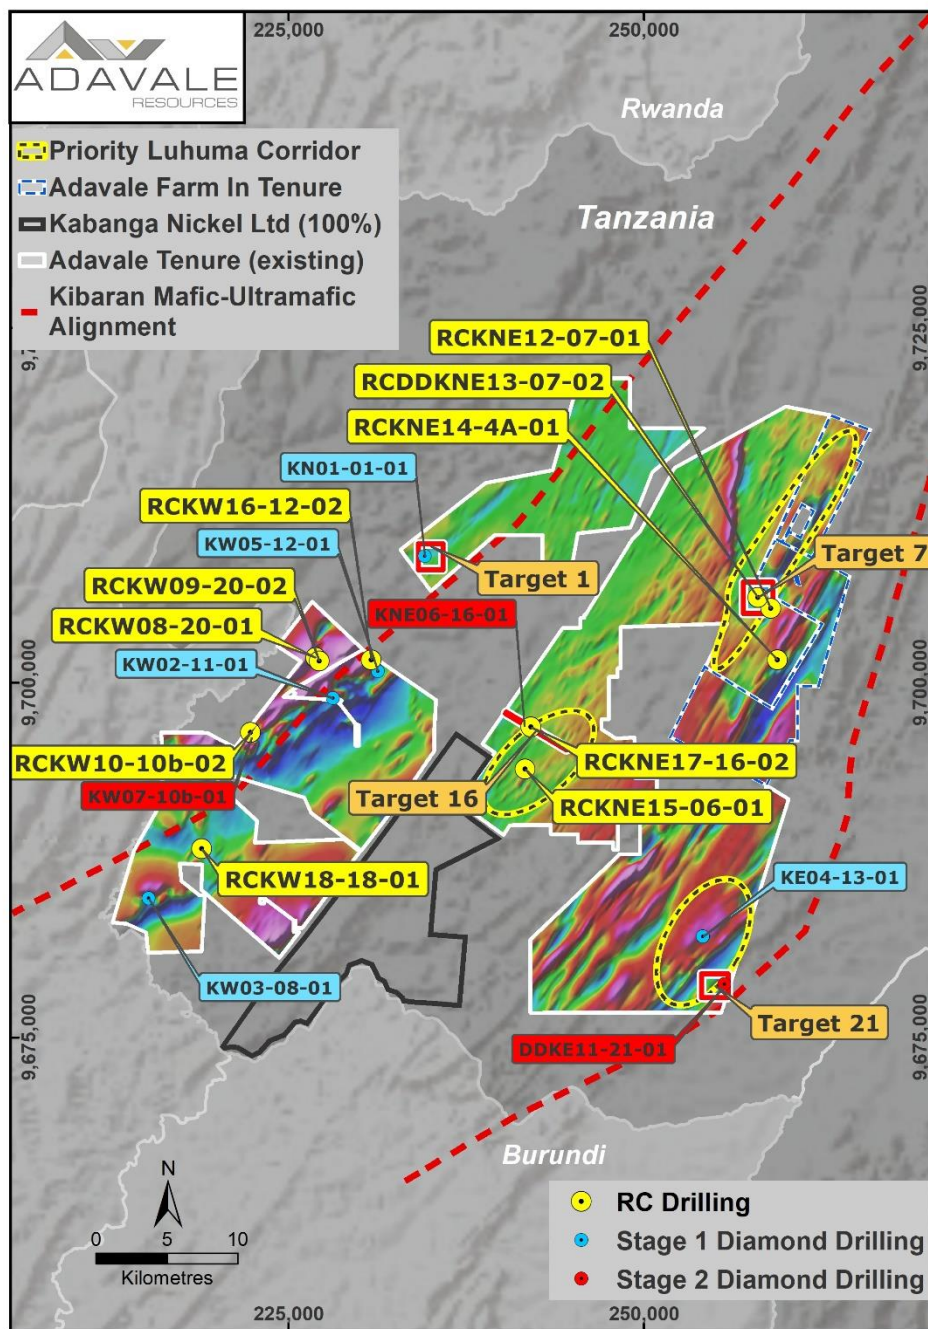 225,000
250,000
ADAVALE
RESOURCES
Rwanda
Priority Luhuma Corridor
Adavale Farm In Tenure
Kabanga Nickel Ltd (100%)
Adavale Tenure (existing)
Kibaran Mafic-Ultramafic
Alignment
Tanzania
9,725,000
RCKNE12-07-01
RCDDKNE13-07-02
RCKNE14-4A-01
KN01-01-01
RCKW16-12-02
KW05-12-01
Target 7
Target 1
RCKW09-20-02
KNE06-16-01
RCKW08-20-01
KW02-11-01
9,700,000
9,700,000
RCKW10-10b-02
RCKNE17-16-02
KW07-10b-01
Target 16
RCKNE15-06-01
RCKW18-18-01
KE04-13-01
KW03-08-01
Target 21
DDKE11-21-01
9,675,000
9,675,000
Burundi
N
0 5 10
Kilometres
RC Drilling
Stage 1 Diamond Drilling
Stage 2 Diamond Drilling
225,000
250,000